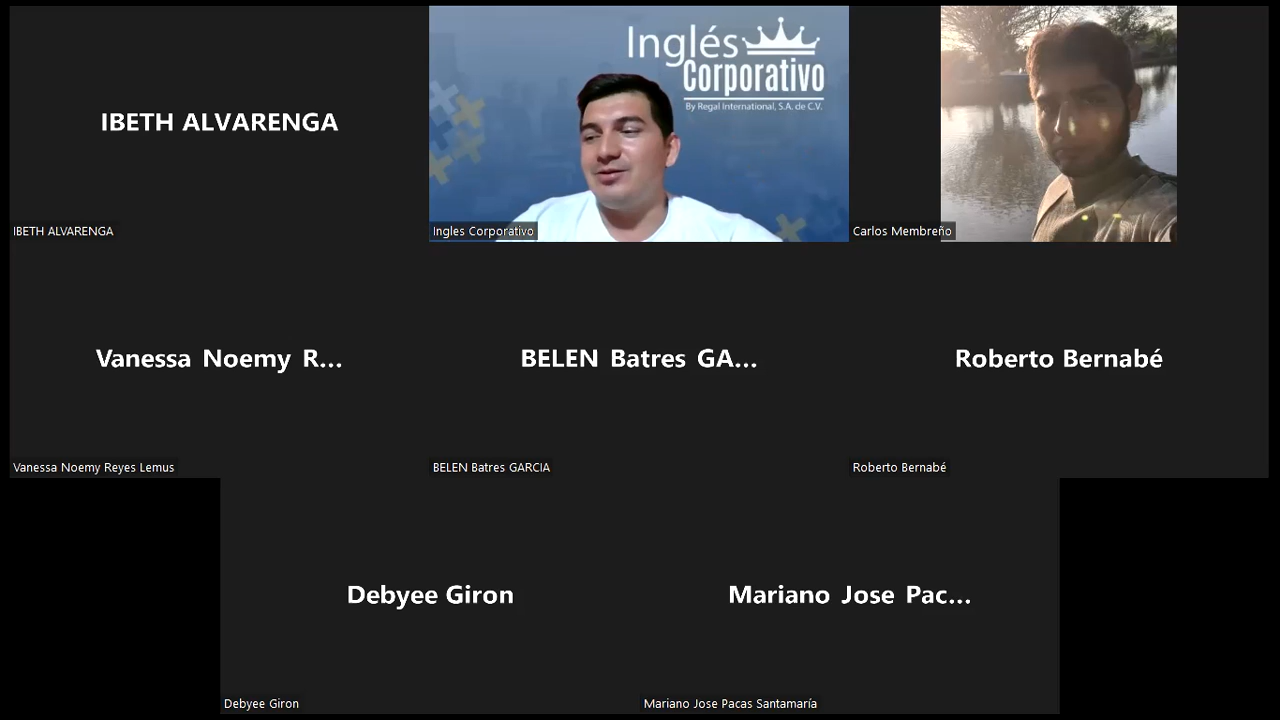 IBETH ALVARENGA
IBETH ALVARENGA
Inglés
Corporativo
By Regal International, S.A. de C.V.
Ingles Corporativo
Carlos Membreño
Vanessa Noemy R...
Vanessa Noemy Reyes Lemus
BELEN Batres GA...
BELEN Batres GARCIA
Roberto Bernabé
Roberto Bernabé
Debyee Giron
Debyee Giron
Mariano Jose Pac...
Mariano Jose Pacas Santamaría